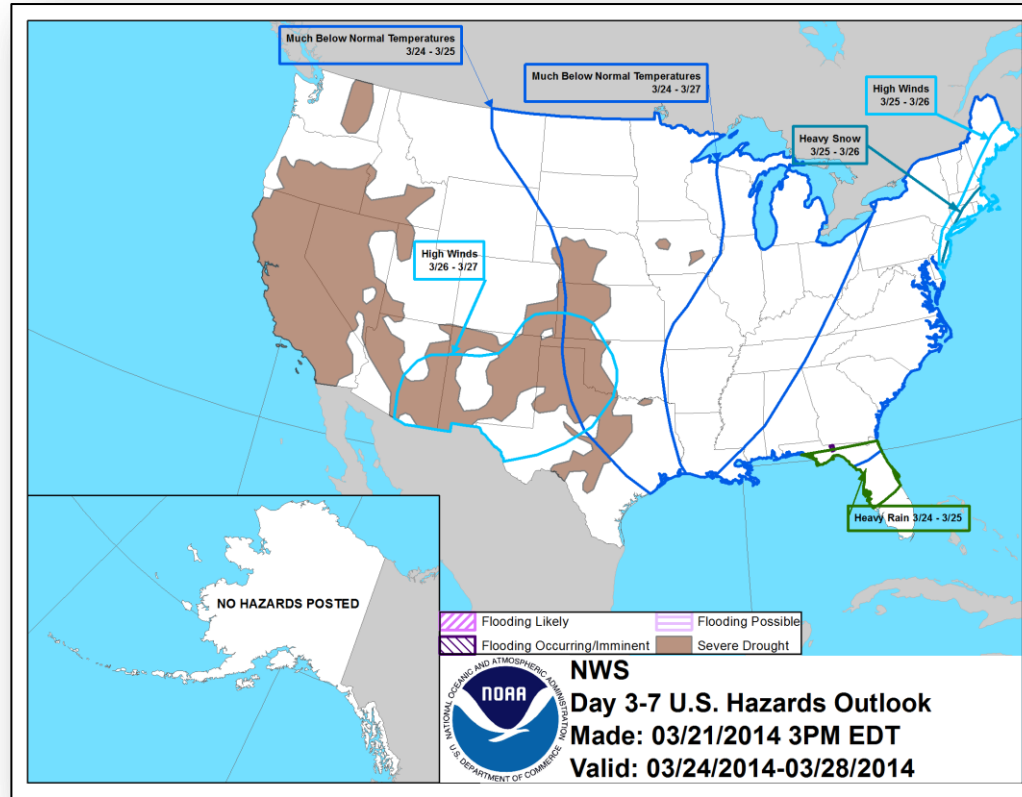 Much Below Normal Temperatures
3/24 - 3/25
Much Below Normal Temperatures
3/24 - 3/27
High Winds
3/25 - 3/26
Heavy Snow
3/25 - 3/26
High Winds
3/26 - 3/27
Heavy Rain 3/24 - 3/25
NO HAZARDS POSTED
Flooding Likely
Flooding Possible
Flooding Occurring/Imminent
Severe Drought
NATIONAL OCEANIC AND ATMOSPHERIC ADMINISTRATION
NOAA
U.S. DEPARTMENT OF COMMERCE
NWS
Day 3-7 U.S. Hazards Outlook
Made: 03/21/2014 3PM EDT
Valid: 03/24/2014-03/28/2014